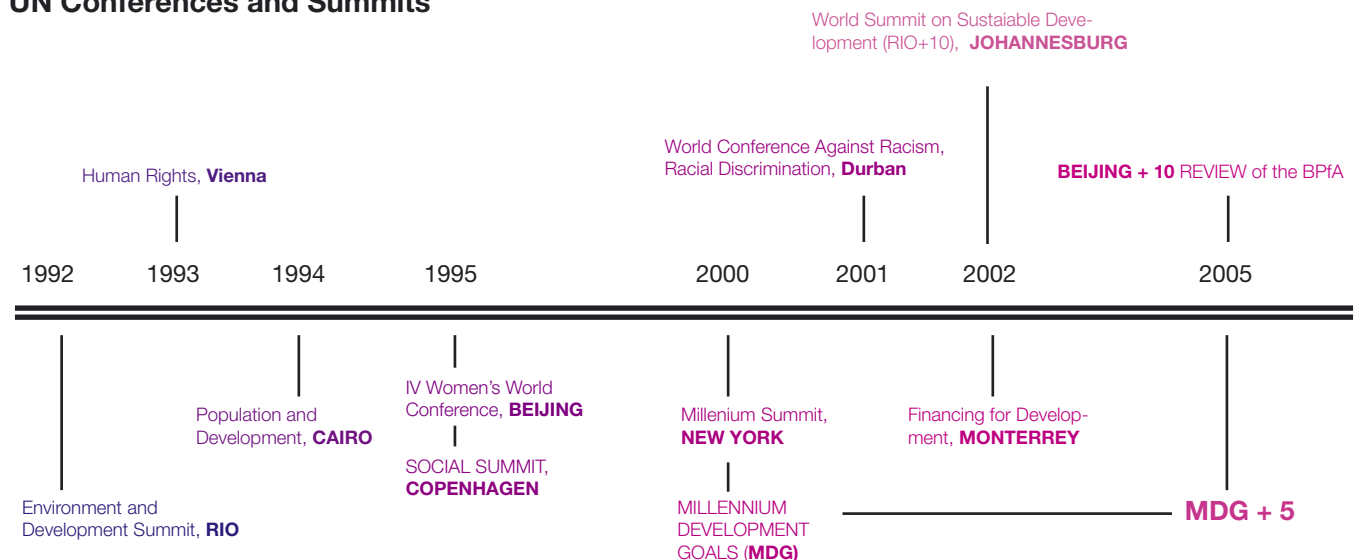 UN Conferences and Summits
World Summit on Sustaiable Deve-
lopment (RIO+10), JOHANNESBURG
World Conference Against Racism,
Racial Discrimination, Durban
Human Rights, Vienna
BEIJING + 10 REVIEW of the BPfA
1992 1993 1994 1995 2000 2001 2002 2005
IV Women's World
Conference, BEIJING
Population and
Development, CAIRO
Millenium Summit,
NEW YORK
Financing for Develop-
ment, MONTERREY
SOCIAL SUMMIT,
COPENHAGEN
Environment and
Development Summit, RIO
MILLENNIUM
DEVELOPMENT
GOALS (MDG)
MDG + 5